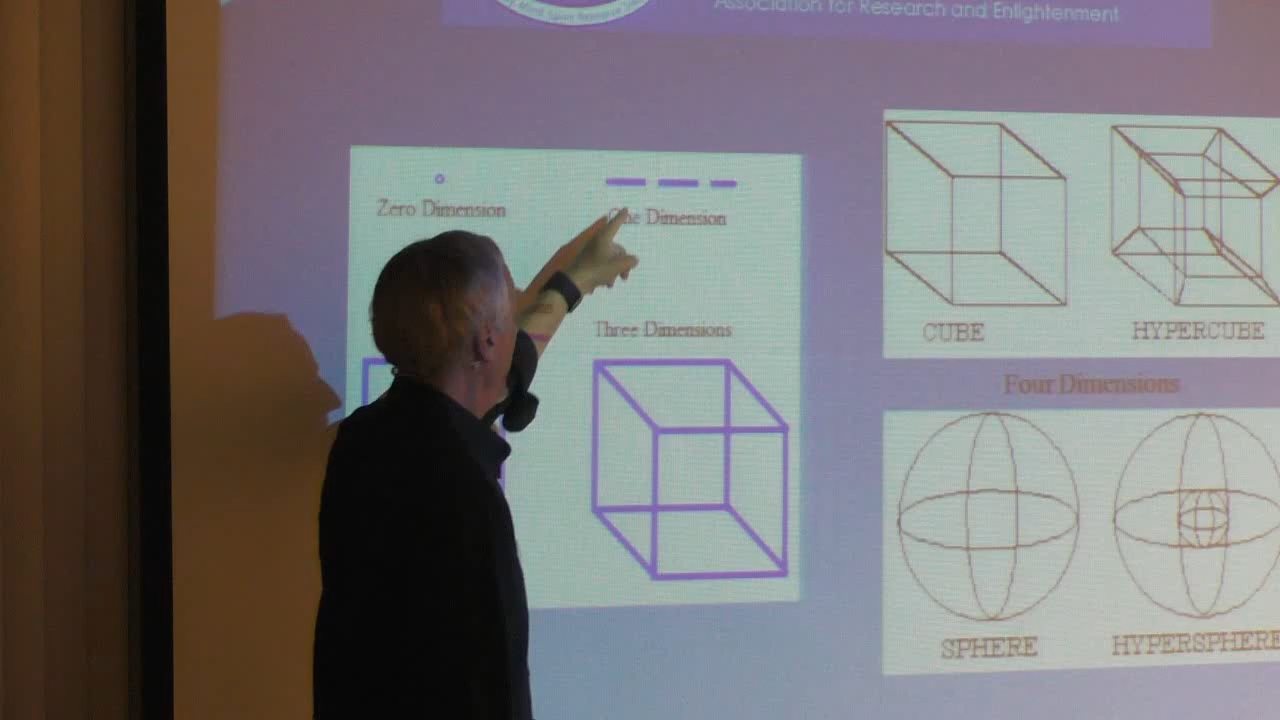 Association for Research and Enlightenment
Zero Dimension
One Dimension
Three Dimensions
CUBE
HYPERCUBE
Four Dimensions
SPHERE
HYPERSPHERE